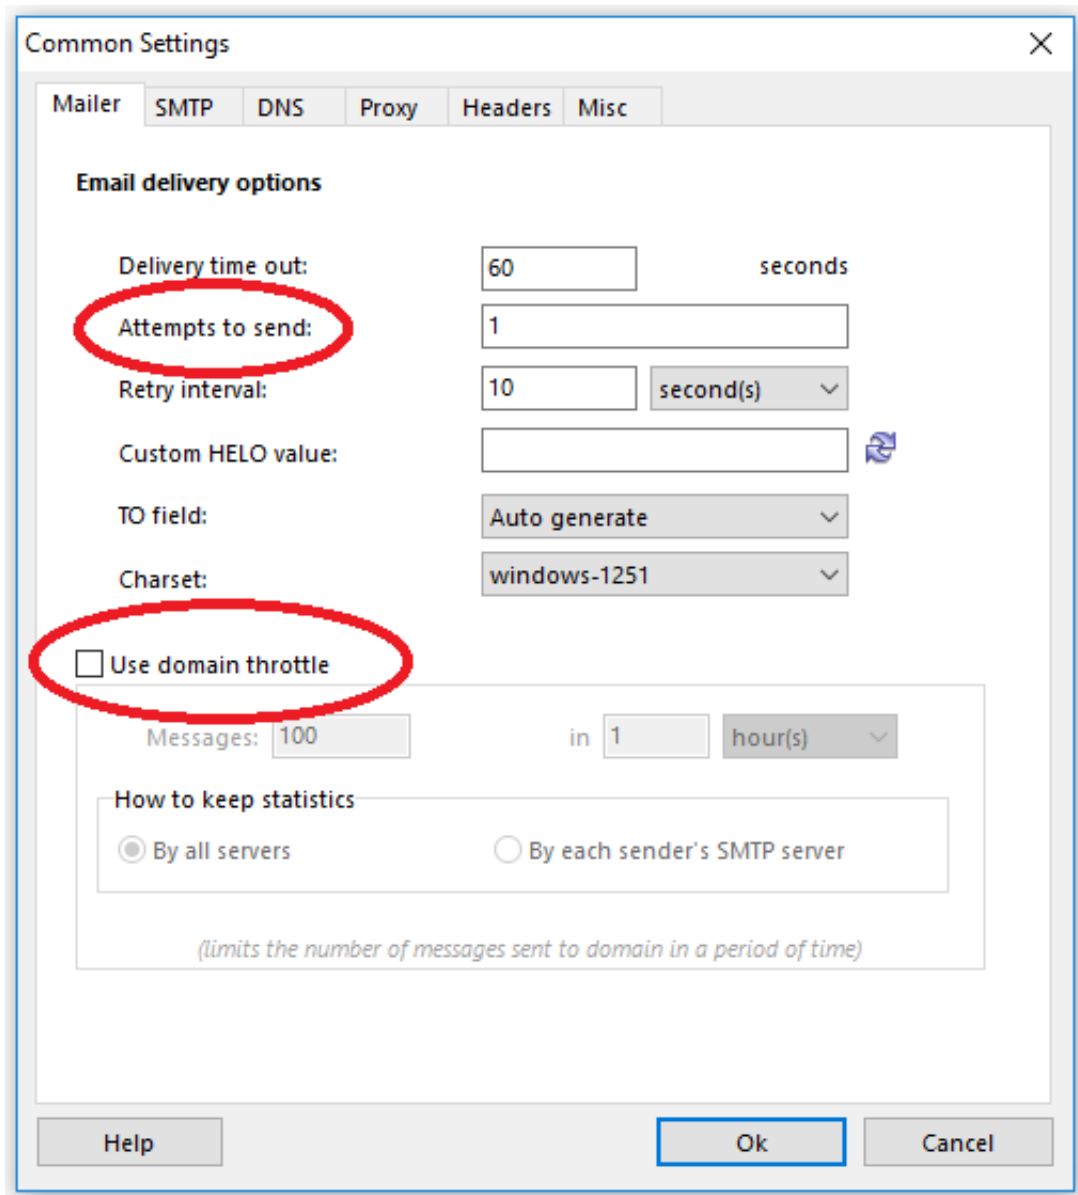 Common Settings
Mailer SMTP DNS Proxy Headers Misc
Email delivery options
Delivery time out: 60 seconds
Attempts to send: 1
Retry interval: 10 second(s)
Custom HELO value:
TO field: Auto generate
Charset: windows-1251
Use domain throttle
Messages: 100 in 1 hour(s)
How to keep statistics
By all servers By each sender's SMTP server
(limits the number of messages sent to domain in a period of time)
Help Ok Cancel